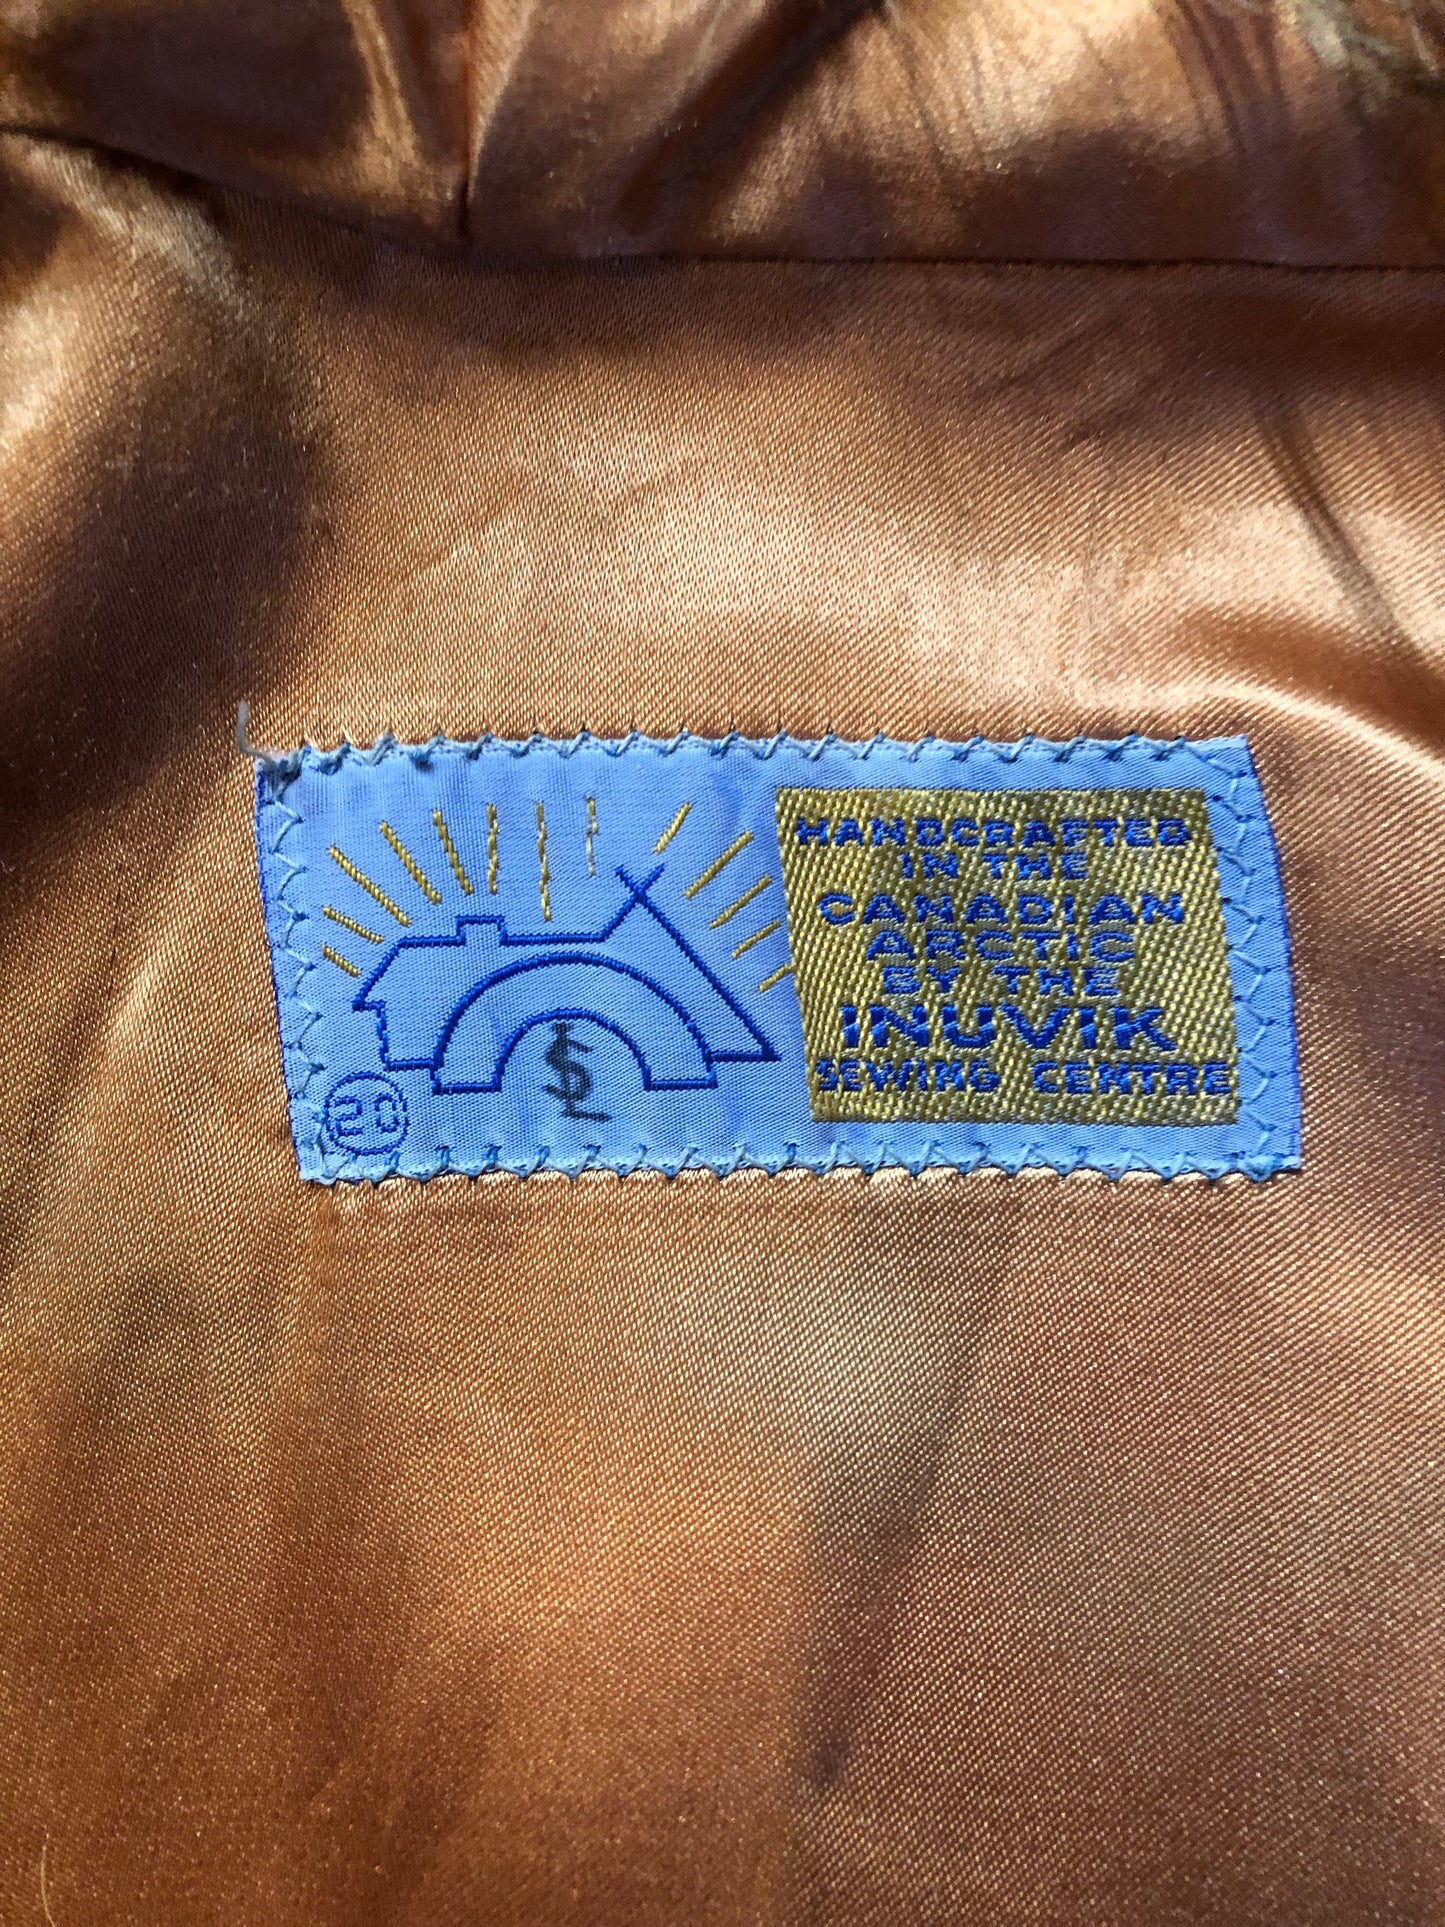 HANDCRAFTED
IN THE
CANADIAN
ARCTIC
BY THE
INUVIK
SEWING CENTRE
20